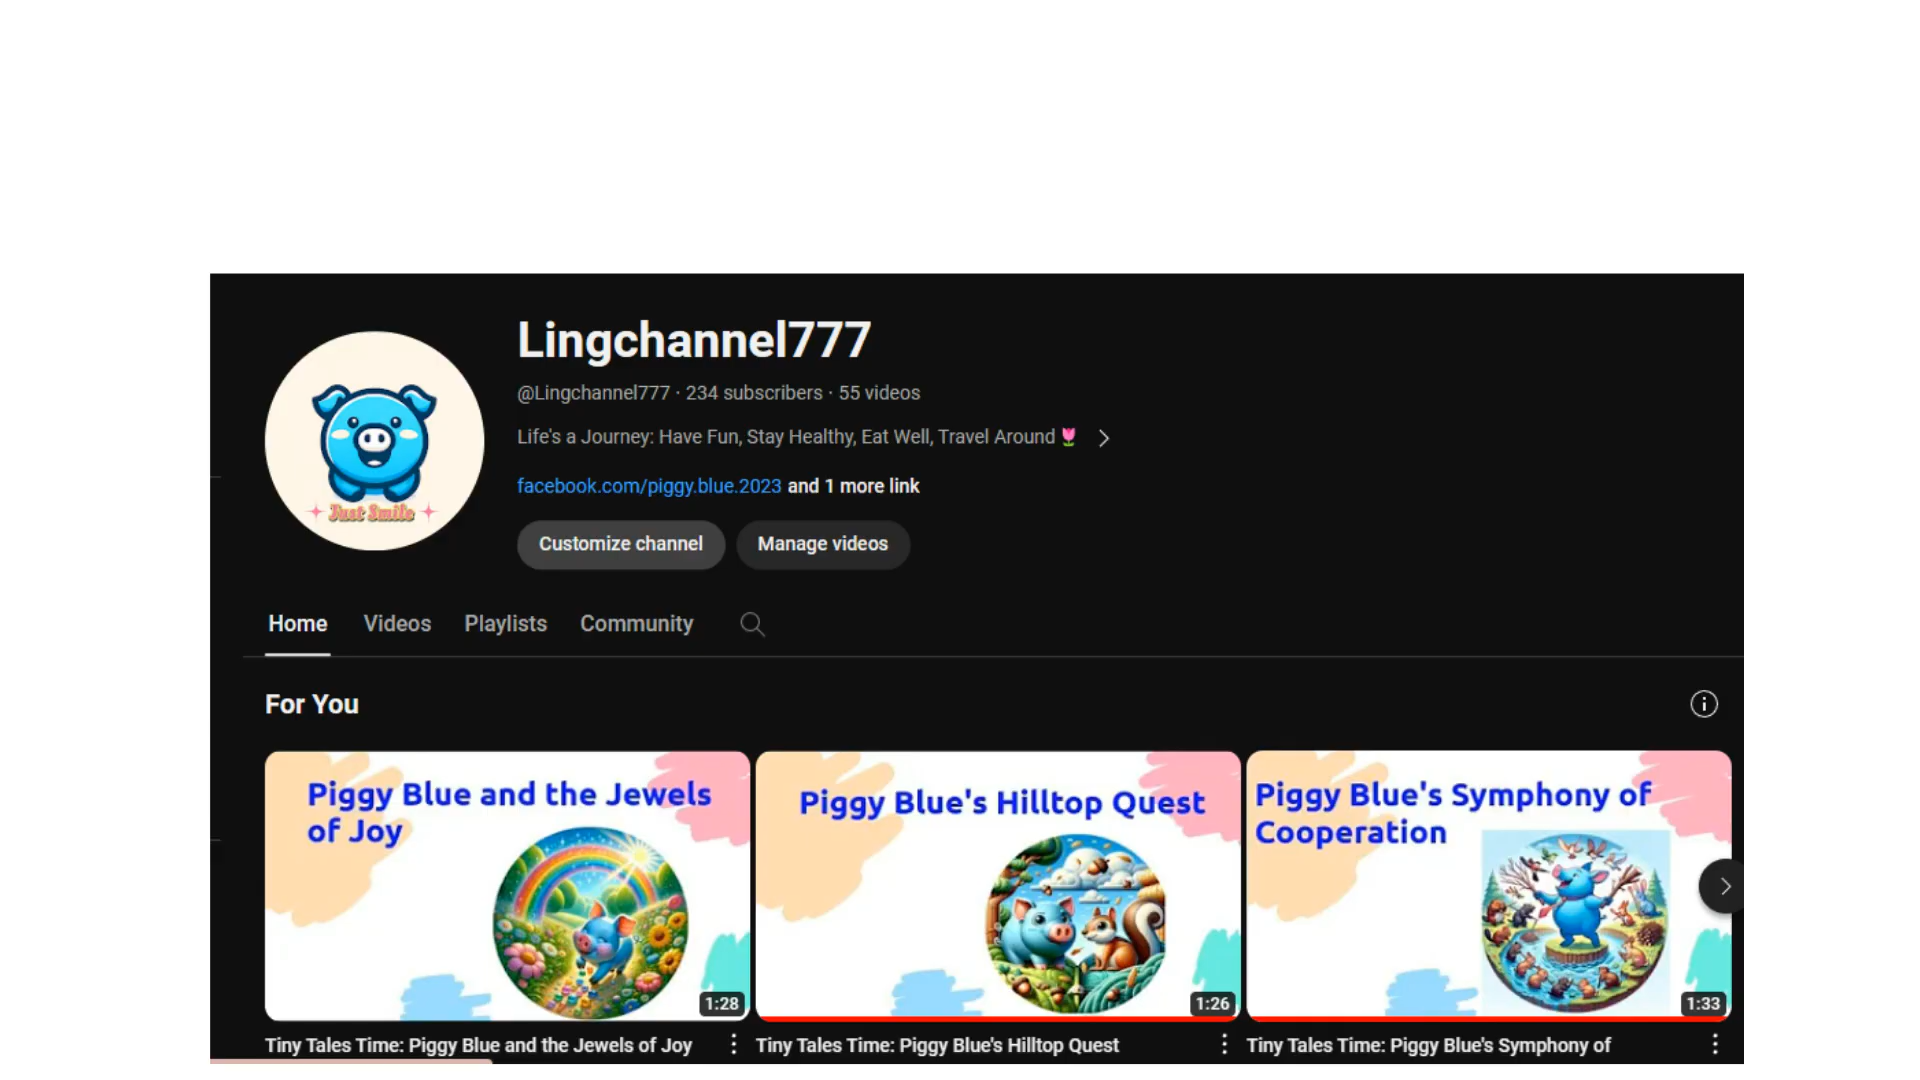 Lingchannel777
@Lingchannel777 · 234 subscribers · 55 videos
Life's a Journey: Have Fun, Stay Healthy, Eat Well, Travel Around🌷
facebook.com/piggy.blue.2023 and 1 more link
Just Smile
Customize channel
Manage videos
Home
Videos
Playlists
Community
For You
Piggy Blue and the Jewels
of Joy
1:28
Piggy Blue's Hilltop Quest
1:26
Piggy Blue's Symphony of
Cooperation
1:33
Tiny Tales Time: Piggy Blue and the Jewels of Joy
Tiny Tales Time: Piggy Blue's Hilltop Quest
Tiny Tales Time: Piggy Blue's Symphony of